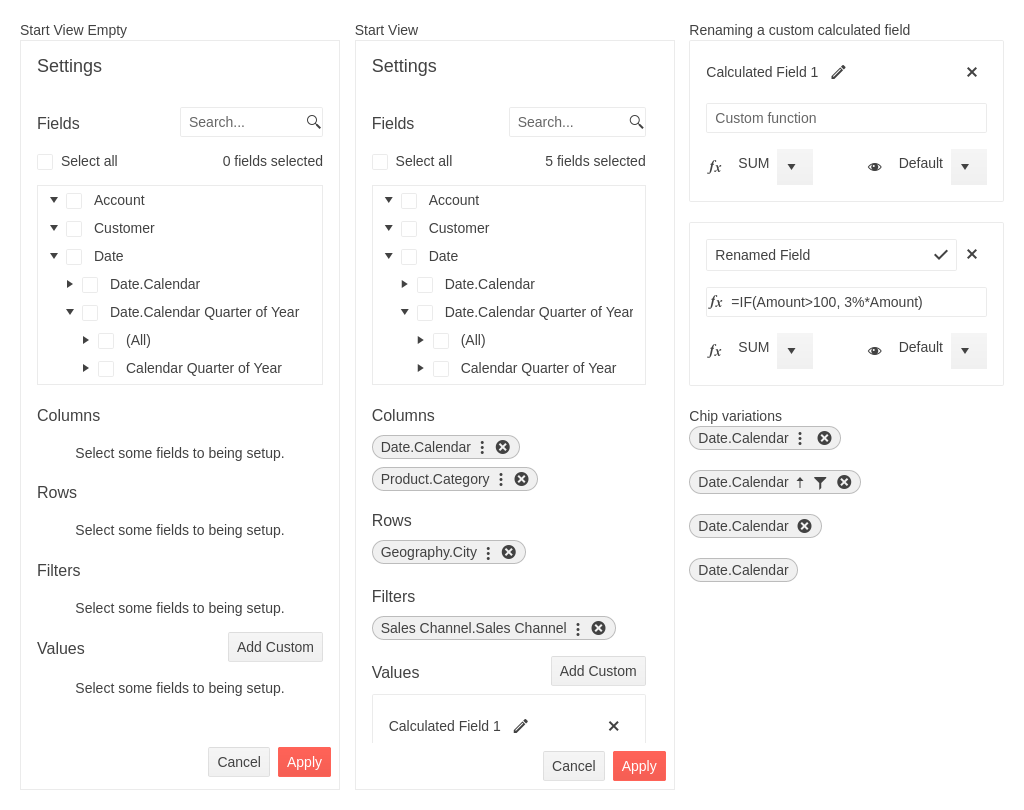 Start View Empty
Settings
Fields
Search...
Select all
0 fields selected
Account
Customer
Date
Date.Calendar
Date.Calendar Quarter of Year
(All)
Calendar Quarter of Year
Columns
Select some fields to being setup.
Rows
Select some fields to being setup.
Filters
Select some fields to being setup.
Values
Add Custom
Select some fields to being setup.
Cancel
Apply
Start View
Settings
Fields
Search...
Select all
5 fields selected
Account
Customer
Date
Date.Calendar
Date.Calendar Quarter of Year
(All)
Calendar Quarter of Year
Columns
Date.Calendar
Product.Category
Rows
Geography.City
Filters
Sales Channel.Sales Channel
Values
Add Custom
Calculated Field 1
Cancel
Apply
Renaming a custom calculated field
Calculated Field 1
Custom function
fx SUM
Default
Renamed Field
fx =IF(Amount>100, 3%*Amount)
fx SUM
Default
Chip variations
Date.Calendar
Date.Calendar
Date.Calendar
Date.Calendar